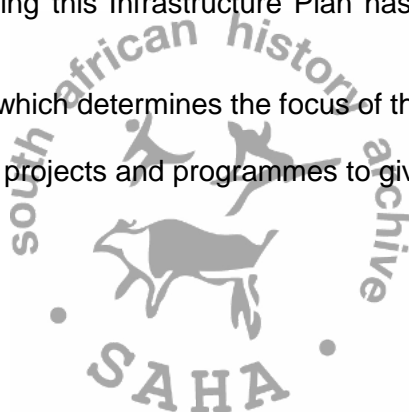 ing this Infrastructure Plan has
which determines the focus of th
projects and programmes to giv
south african history archive
SAHA